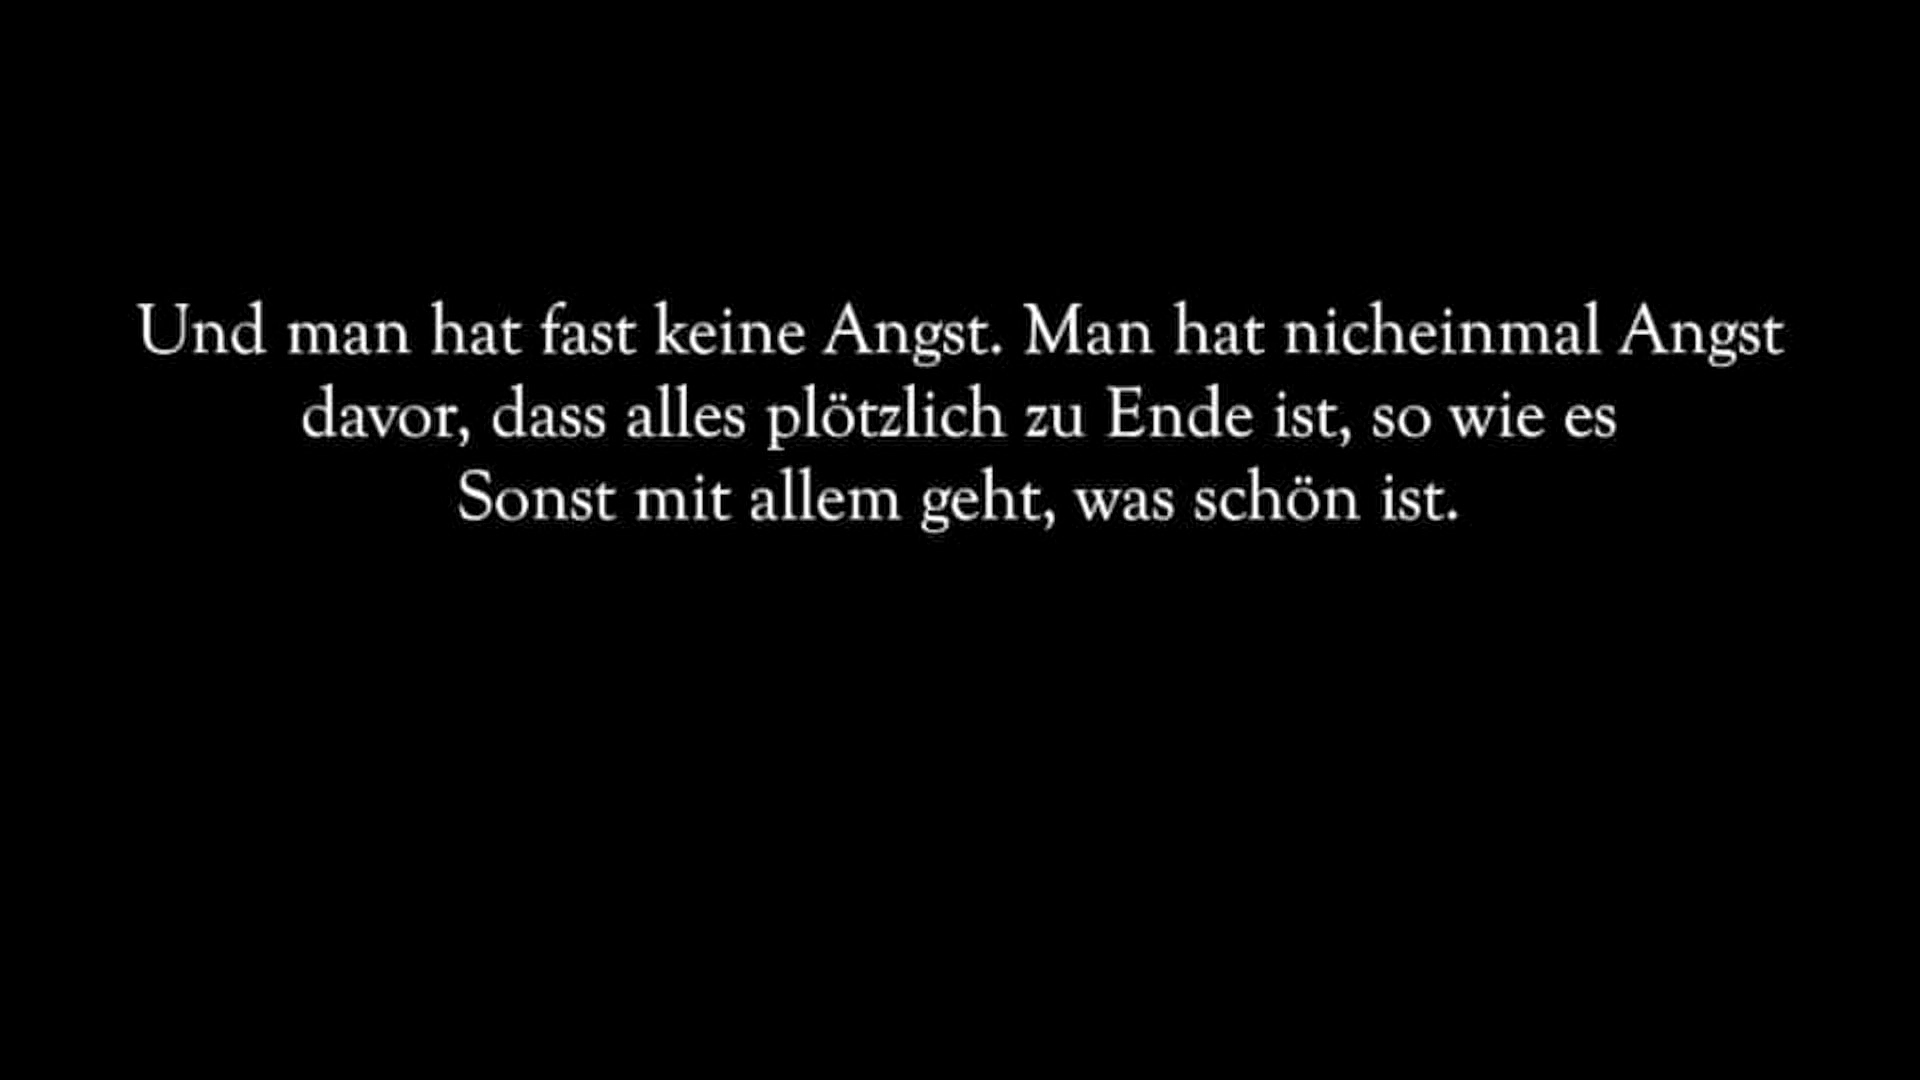 Und man hat fast keine Angst. Man hat nicheinmal Angst
davor, dass alles plötzlich zu Ende ist, so wie es
Sonst mit allem geht, was schön ist.